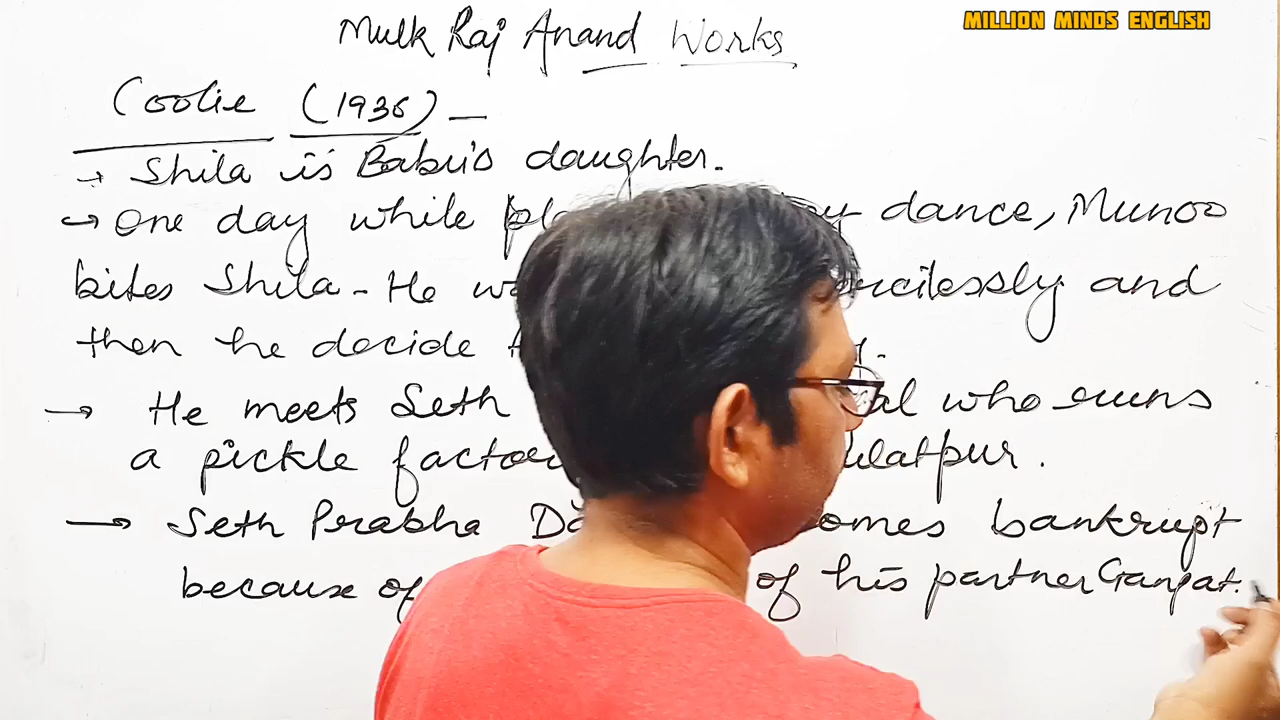 MILLION MINDS ENGLISH
Mulk Raj Anand Works
Coolie (1936) —
→ Shila is Babu's daughter.
→ One day while dance, Munoo
bites Shila - He and
then he decide
→ He meets Seth who runs
a pickle
→ Seth Prabha bankrupt
because of of his partner Ganpat.